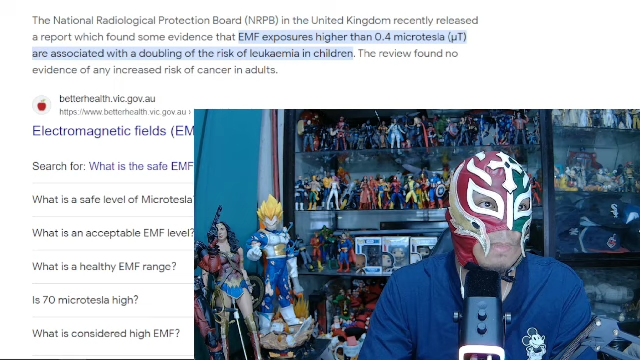 The National Radiological Protection Board (NRPB) in the United Kingdom recently released
a report which found some evidence that EMF exposures higher than 0.4 microtesla (μT)
are associated with a doubling of the risk of leukaemia in children. The review found no
evidence of any increased risk of cancer in adults.
betterhealth.vic.gov.au
https://www.betterhealth.vic.gov.au ›
Electromagnetic fields (EM
Search for: What is the safe EMF
What is a safe level of Microtesla
What is an acceptable EMF level?
What is a healthy EMF range?
Is 70 microtesla high?
What is considered high EMF?